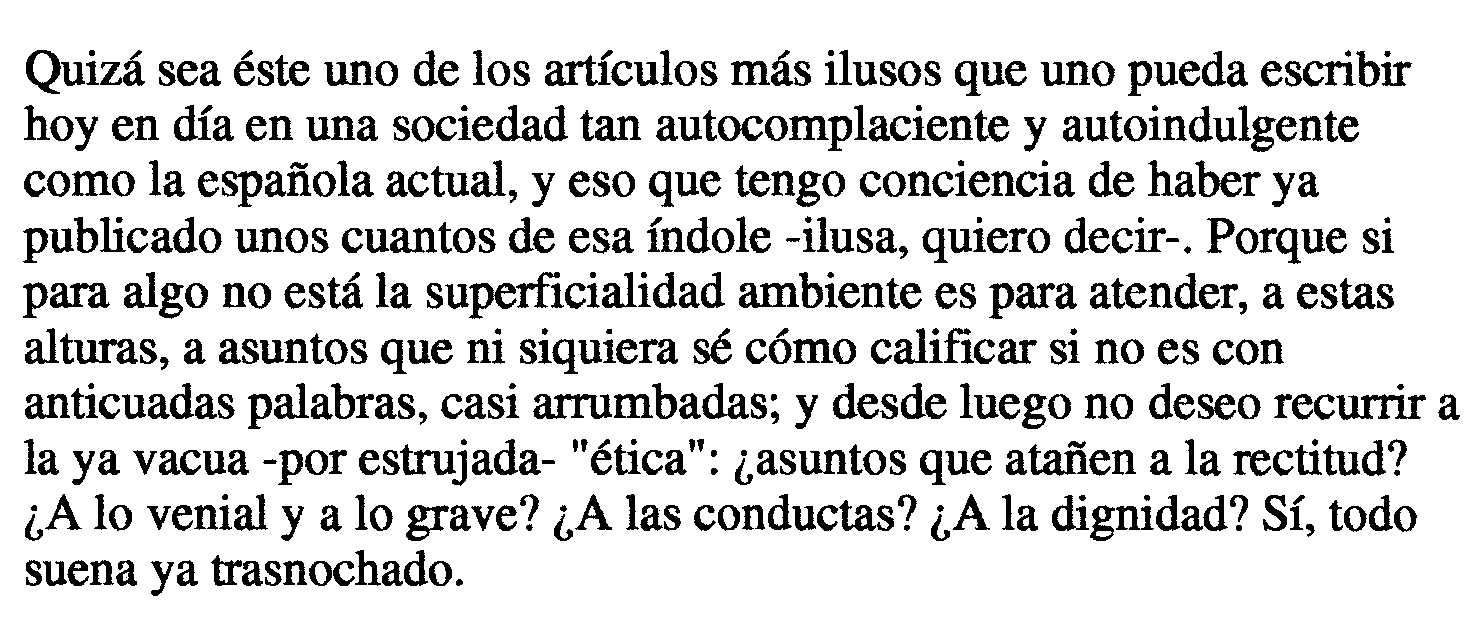 Quizá sea éste uno de los artículos más ilusos que uno pueda escribir
hoy en día en una sociedad tan autocomplaciente y autoindulgente
como la española actual, y eso que tengo conciencia de haber ya
publicado unos cuantos de esa índole -ilusa, quiero decir-. Porque si
para algo no está la superficialidad ambiente es para atender, a estas
alturas, a asuntos que ni siquiera sé cómo calificar si no es con
anticuadas palabras, casi arrumbadas; y desde luego no deseo recurrir a
la ya vacua -por estrujada- "ética": ¿asuntos que atañen a la rectitud?
¿A lo venial y a lo grave? ¿A las conductas? ¿A la dignidad? Sí, todo
suena ya trasnochado.